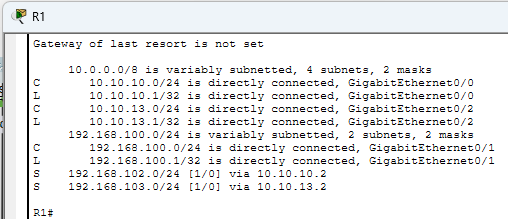 R1
Gateway of last resort is not set
10.0.0.0/8 is variably subnetted, 4 subnets, 2 masks
C 10.10.10.0/24 is directly connected, GigabitEthernet0/0
L 10.10.10.1/32 is directly connected, GigabitEthernet0/0
C 10.10.13.0/24 is directly connected, GigabitEthernet0/2
L 10.10.13.1/32 is directly connected, GigabitEthernet0/2
192.168.100.0/24 is variably subnetted, 2 subnets, 2 masks
C 192.168.100.0/24 is directly connected, GigabitEthernet0/1
L 192.168.100.1/32 is directly connected, GigabitEthernet0/1
S 192.168.102.0/24 [1/0] via 10.10.10.2
S 192.168.103.0/24 [1/0] via 10.10.13.2
R1#